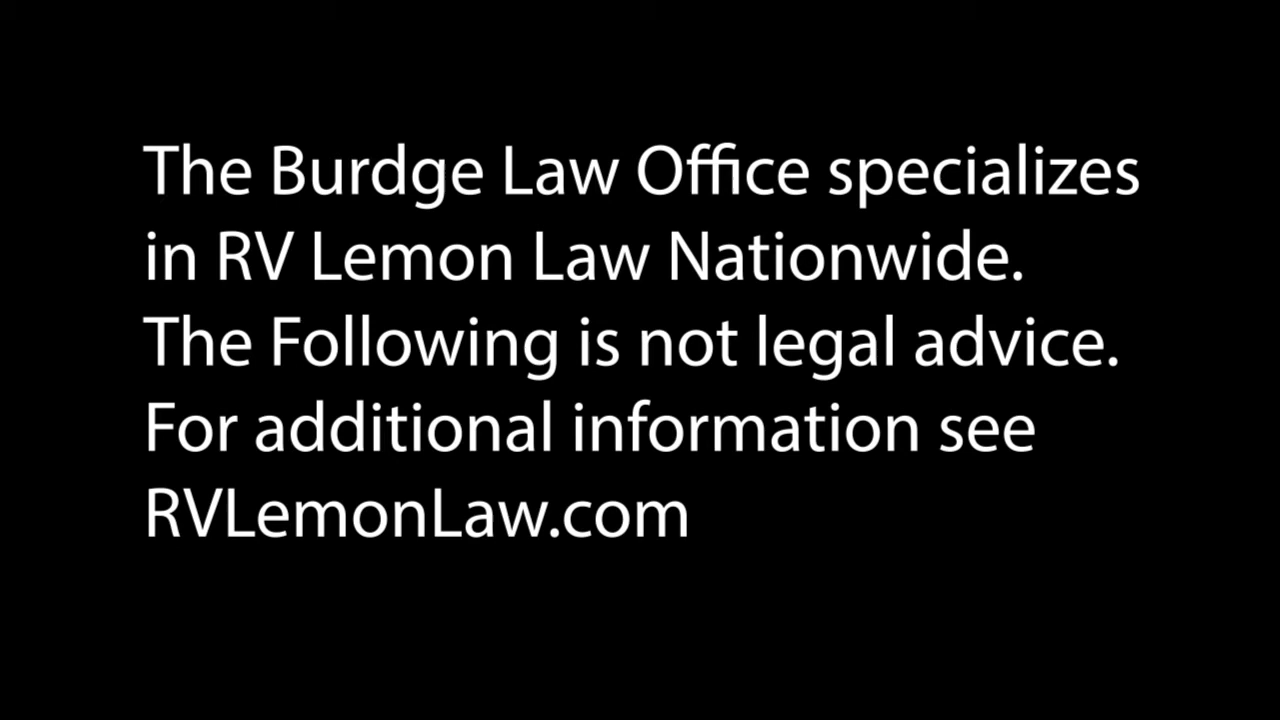 The Burdge Law Office specializes
in RV Lemon Law Nationwide.
The Following is not legal advice.
For additional information see
RVLemonLaw.com